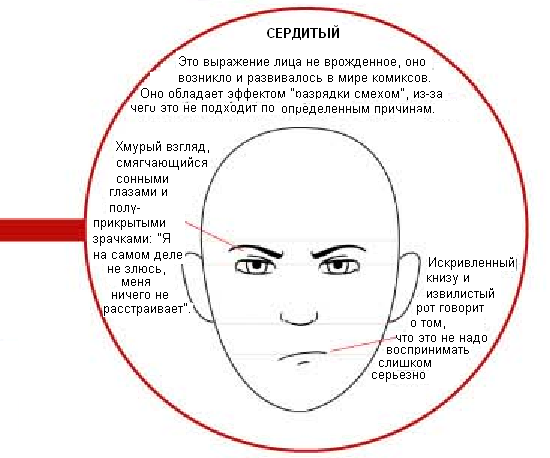 СЕРДИТЫЙ
Это выражение лица не врожденное, оно
возникло и развивалось в мире комиксов.
Оно обладает эффектом "разрядки смехом", из-за
чего это не подходит по определенным причинам.
Хмурый взгляд,
смягчающийся
сонными
глазами и
полу-
прикрытыми
зрачками: "Я
на самом деле
не злюсь,
меня
ничего не
расстраивает".
Искривленный
книзу и
извилистый
рот говорит
о том,
что это не надо
воспринимать
слишком
серьезно